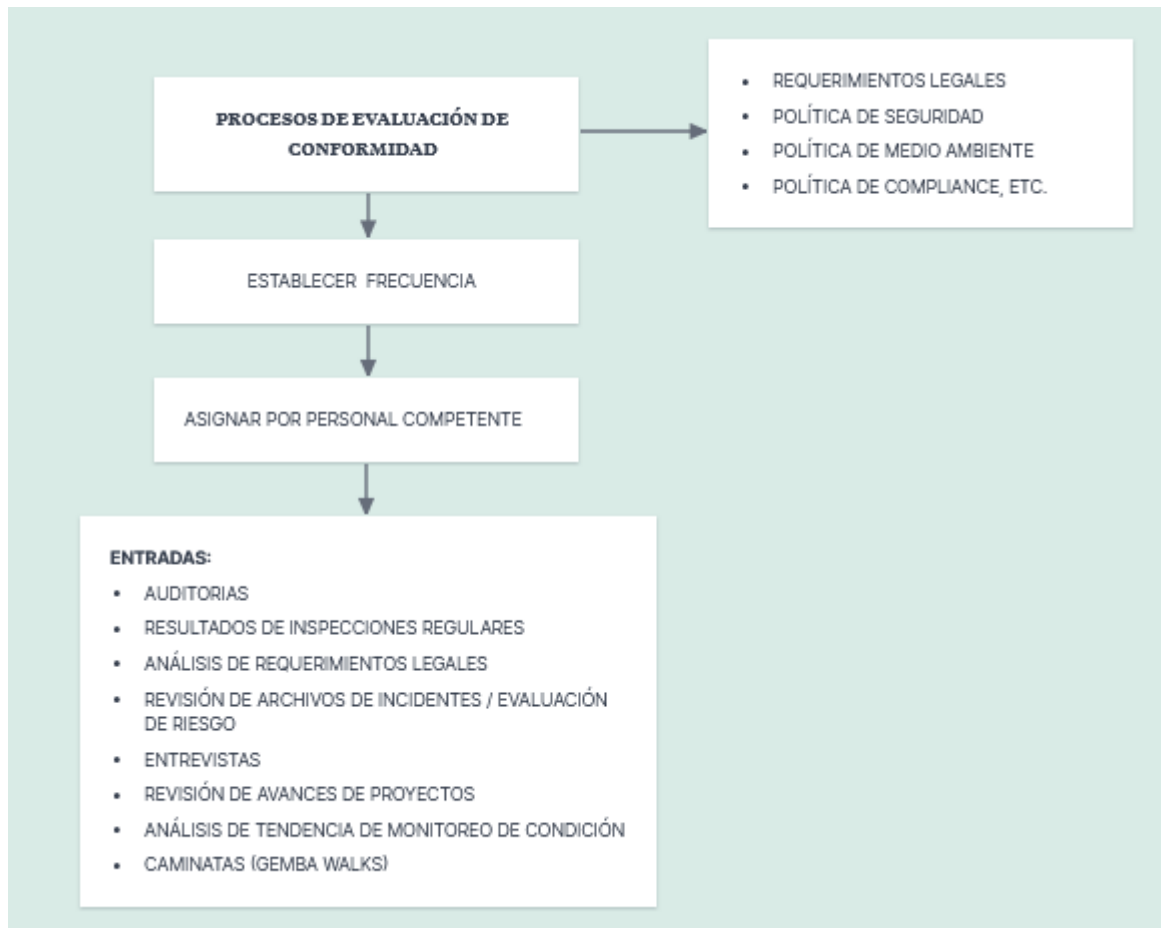 PROCESOS DE EVALUACIÓN DE
CONFORMIDAD
• REQUERIMIENTOS LEGALES
• POLÍTICA DE SEGURIDAD
• POLÍTICA DE MEDIO AMBIENTE
• POLÍTICA DE COMPLIANCE, ETC.
ESTABLECER FRECUENCIA
ASIGNAR POR PERSONAL COMPETENTE
ENTRADAS:
• AUDITORIAS
• RESULTADOS DE INSPECCIONES REGULARES
• ANÁLISIS DE REQUERIMIENTOS LEGALES
• REVISIÓN DE ARCHIVOS DE INCIDENTES / EVALUACIÓN
DE RIESGO
• ENTREVISTAS
• REVISIÓN DE AVANCES DE PROYECTOS
• ANÁLISIS DE TENDENCIA DE MONITOREO DE CONDICIÓN
• CAMINATAS (GEMBA WALKS)